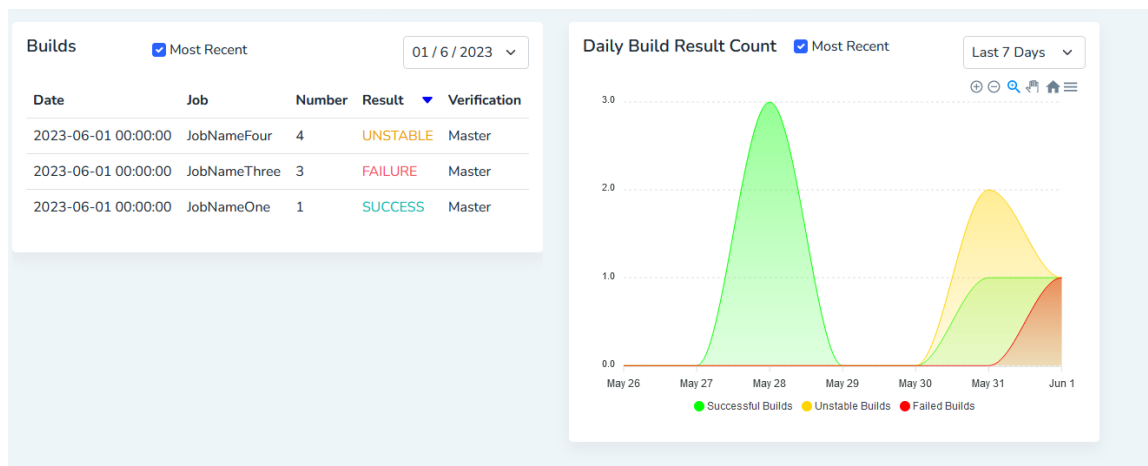 Builds
Most Recent
01 / 6 / 2023
Date Job Number Result Verification
2023-06-01 00:00:00 JobNameFour 4 UNSTABLE Master
2023-06-01 00:00:00 JobNameThree 3 FAILURE Master
2023-06-01 00:00:00 JobNameOne 1 SUCCESS Master
Daily Build Result Count
Most Recent
Last 7 Days
3.0
2.0
1.0
0.0
May 26 May 27 May 28 May 29 May 30 May 31 Jun 1
Successful Builds Unstable Builds Failed Builds